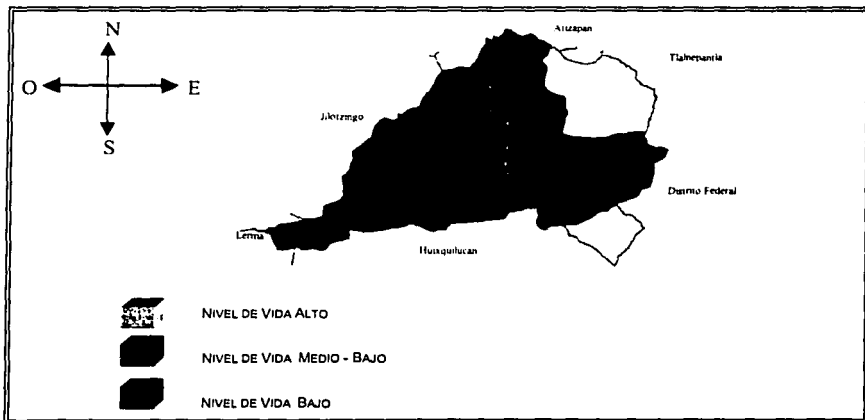 N
Atizapan
Tlalnepantla
O
E
Jilotzingo
S
Distrito Federal
Lerma
Huixquilucan
NIVEL DE VIDA ALTO
NIVEL DE VIDA MEDIO - BAJO
NIVEL DE VIDA BAJO